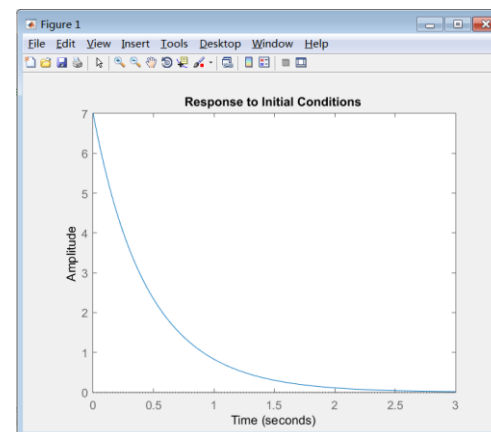 Figure 1
File Edit View Insert Tools Desktop Window Help
Response to Initial Conditions
7
6
5
4
3
2
1
0
Amplitude
0 0.5 1 1.5 2 2.5 3
Time (seconds)